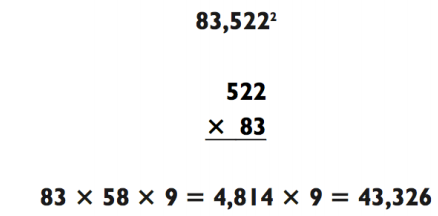 83,522²
522
× 83
83 × 58 × 9 = 4,814 × 9 = 43,326